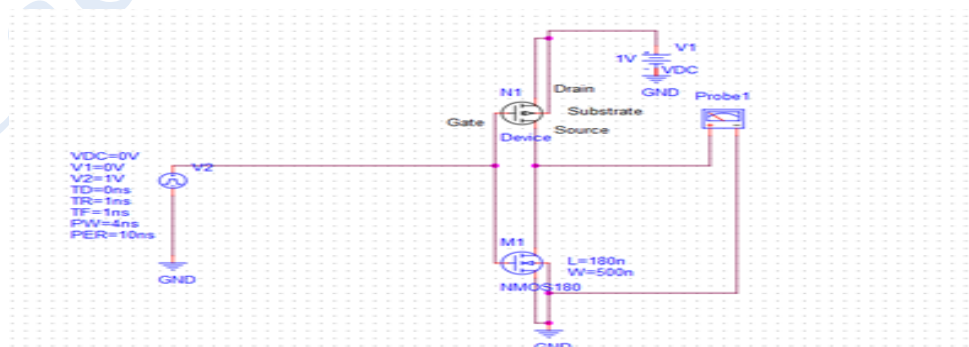 V1
1V
VDC
GND
Probe1
N1
Drain
Substrate
Gate
Source
Device
VDC=0V
V1=0V
V2=1V
TD=0ns
TR=1ns
TF=1ns
PW=4ns
PER=10ns
V2
GND
M1
L=180n
W=500n
NMOS180
GND